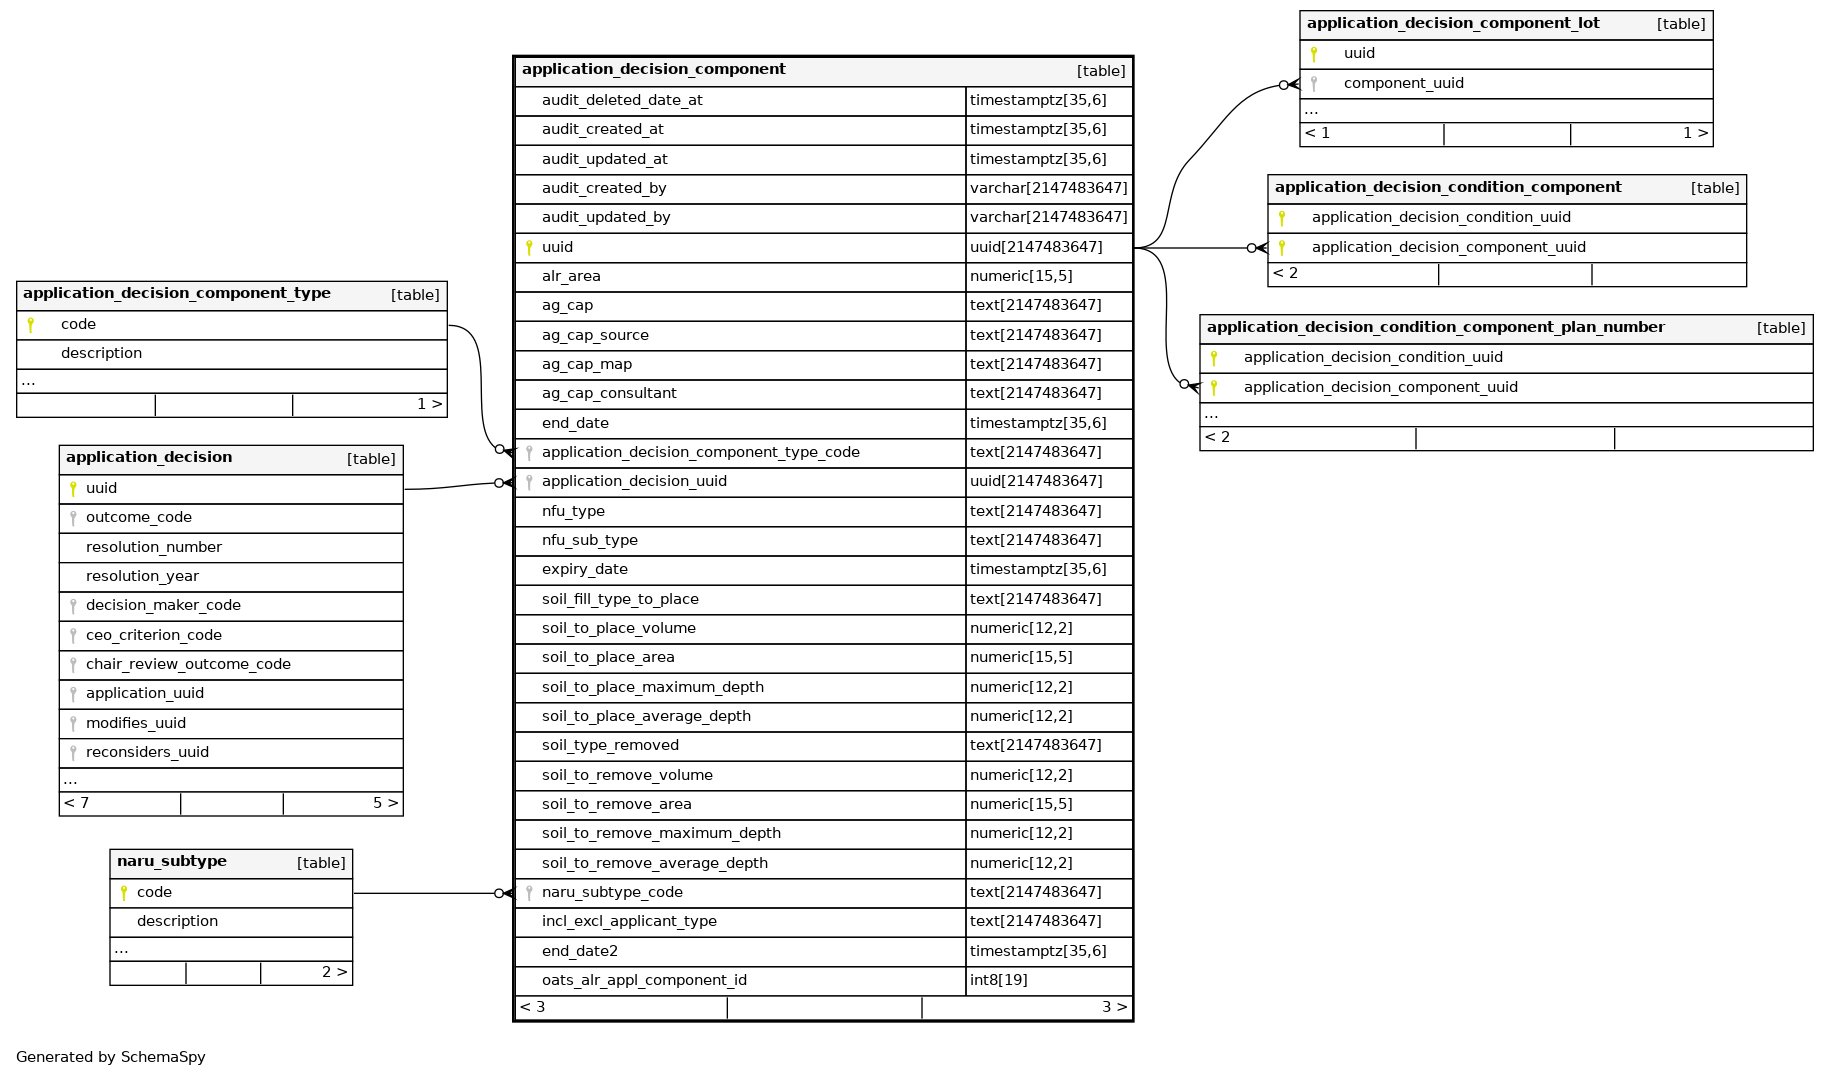 application_decision_component_type [table]
code
description
...
1 >
application_decision [table]
uuid
outcome_code
resolution_number
resolution_year
decision_maker_code
ceo_criterion_code
chair_review_outcome_code
application_uuid
modifies_uuid
reconsiders_uuid
...
< 7 5 >
naru_subtype [table]
code
description
...
2 >
application_decision_component [table]
audit_deleted_date_at timestamptz[35,6]
audit_created_at timestamptz[35,6]
audit_updated_at timestamptz[35,6]
audit_created_by varchar[2147483647]
audit_updated_by varchar[2147483647]
uuid uuid[2147483647]
alr_area numeric[15,5]
ag_cap text[2147483647]
ag_cap_source text[2147483647]
ag_cap_map text[2147483647]
ag_cap_consultant text[2147483647]
end_date timestamptz[35,6]
application_decision_component_type_code text[2147483647]
application_decision_uuid uuid[2147483647]
nfu_type text[2147483647]
nfu_sub_type text[2147483647]
expiry_date timestamptz[35,6]
soil_fill_type_to_place text[2147483647]
soil_to_place_volume numeric[12,2]
soil_to_place_area numeric[15,5]
soil_to_place_maximum_depth numeric[12,2]
soil_to_place_average_depth numeric[12,2]
soil_type_removed text[2147483647]
soil_to_remove_volume numeric[12,2]
soil_to_remove_area numeric[15,5]
soil_to_remove_maximum_depth numeric[12,2]
soil_to_remove_average_depth numeric[12,2]
naru_subtype_code text[2147483647]
incl_excl_applicant_type text[2147483647]
end_date2 timestamptz[35,6]
oats_alr_appl_component_id int8[19]
< 3 3 >
application_decision_component_lot [table]
uuid
component_uuid
...
< 1 1 >
application_decision_condition_component [table]
application_decision_condition_uuid
application_decision_component_uuid
< 2
application_decision_condition_component_plan_number [table]
application_decision_condition_uuid
application_decision_component_uuid
...
< 2
Generated by SchemaSpy